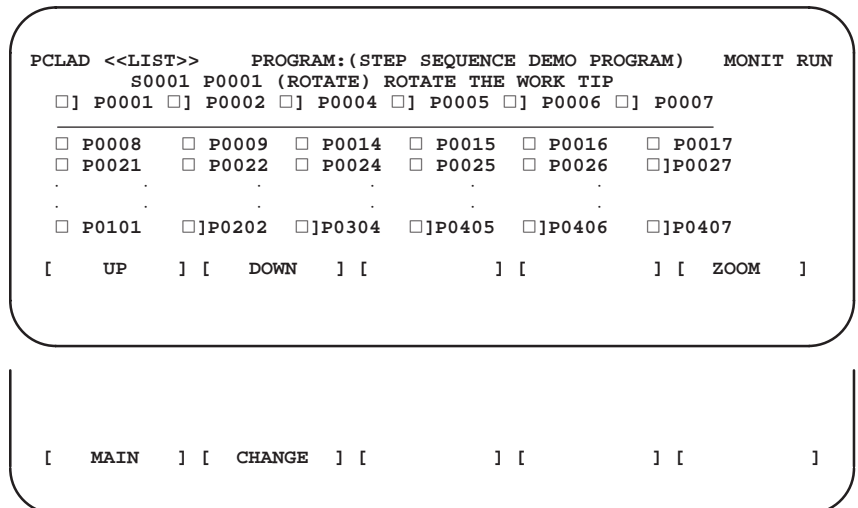 PCLAD <<LIST>> PROGRAM:(STEP SEQUENCE DEMO PROGRAM) MONIT RUN
S0001 P0001 (ROTATE) ROTATE THE WORK TIP
□] P0001 □] P0002 □] P0004 □] P0005 □] P0006 □] P0007
□ P0008 □ P0009 □ P0014 □ P0015 □ P0016 □ P0017
□ P0021 □ P0022 □ P0024 □ P0025 □ P0026 □]P0027
. . . . . .
. . . . . .
□ P0101 □]P0202 □]P0304 □]P0405 □]P0406 □]P0407
[ UP ] [ DOWN ] [ ] [ ] [ ZOOM ]
[ MAIN ] [ CHANGE ] [ ] [ ] [ ]